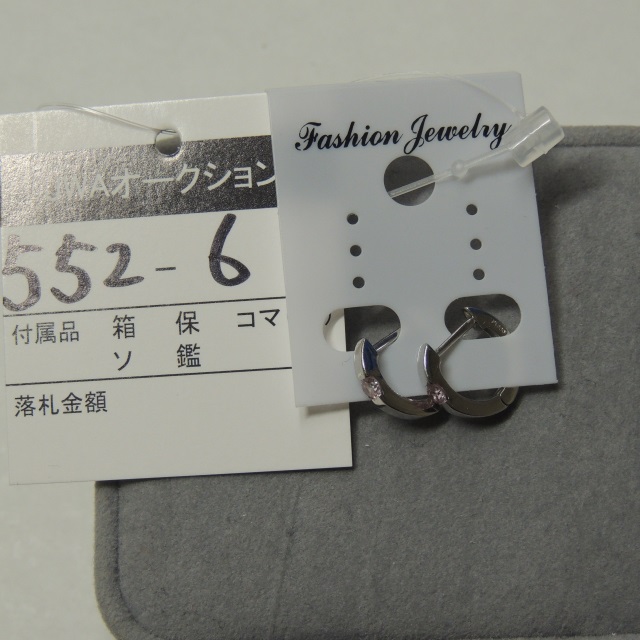 Fashion Jewelry
WAオークション
552-6
付属品 箱 保 コマ
ソ 鑑
落札金額